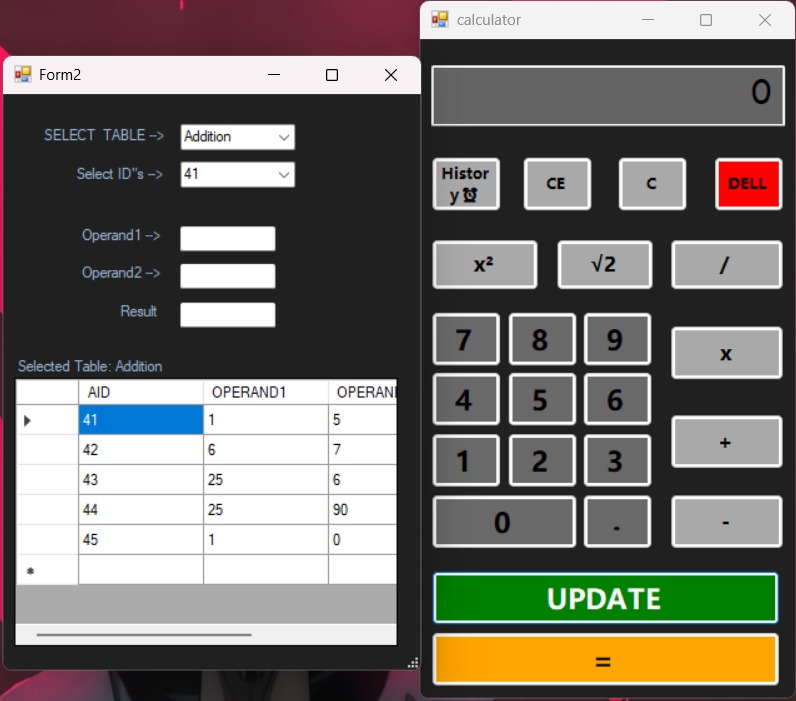 Form2
SELECT TABLE -->
Addition
Select ID"s -->
41
Operand1 -->
Operand2 -->
Result
Selected Table: Addition
AID OPERAND1 OPERAN
41 1 5
42 6 7
43 25 6
44 25 90
45 1 0
*
calculator
0
Histor
y⏰ CE C DELL
x² √2 /
7 8 9 x
4 5 6
1 2 3 +
0 . -
UPDATE
=